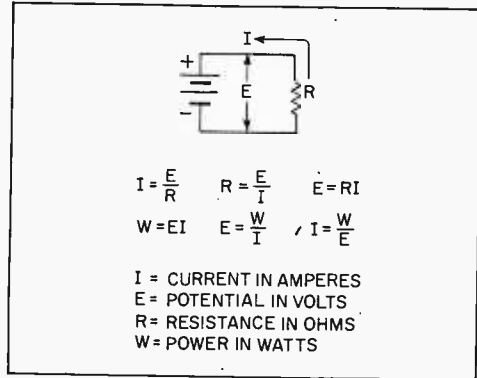 I
+
E
R
-
I = E/R R = E/I E = RI
W = EI E = W/I , I = W/E
I = CURRENT IN AMPERES
E = POTENTIAL IN VOLTS
R = RESISTANCE IN OHMS
W = POWER IN WATTS